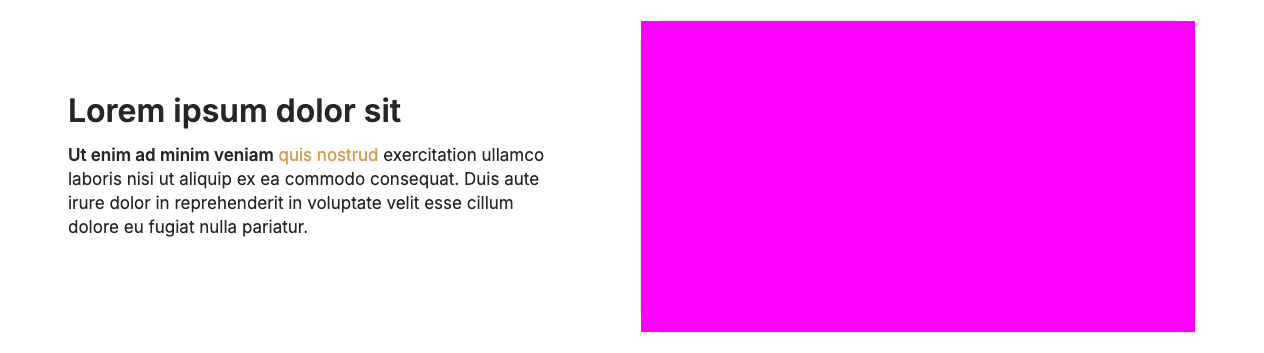 Lorem ipsum dolor sit
Ut enim ad minim veniam quis nostrud exercitation ullamco
laboris nisi ut aliquip ex ea commodo consequat. Duis aute
irure dolor in reprehenderit in voluptate velit esse cillum
dolore eu fugiat nulla pariatur.